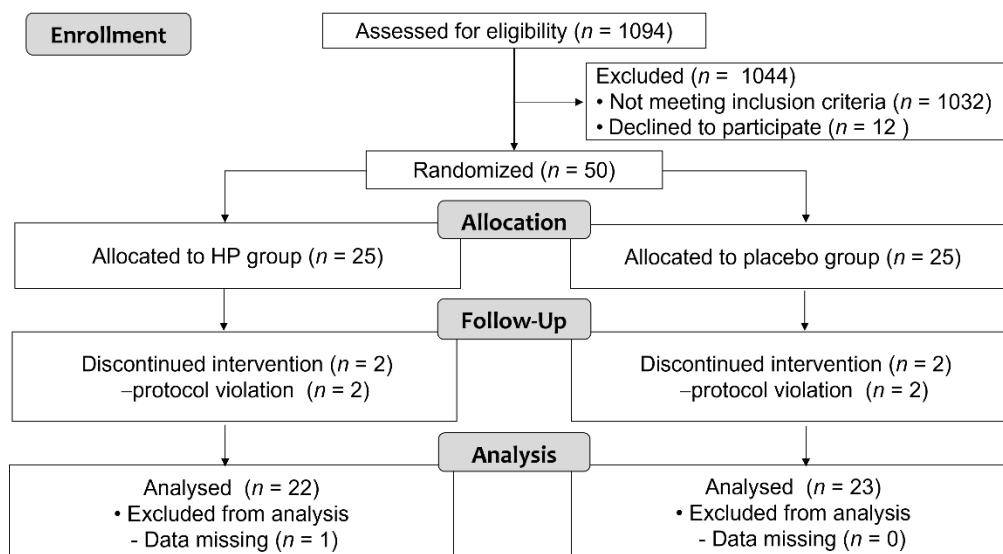 Enrollment
Assessed for eligibility (n = 1094)
Excluded (n = 1044)
• Not meeting inclusion criteria (n = 1032)
• Declined to participate (n = 12 )
Randomized (n = 50)
Allocation
Allocated to HP group (n = 25)
Allocated to placebo group (n = 25)
Follow-Up
Discontinued intervention (n = 2)
–protocol violation (n = 2)
Discontinued intervention (n = 2)
–protocol violation (n = 2)
Analysis
Analysed (n = 22)
• Excluded from analysis
- Data missing (n = 1)
Analysed (n = 23)
• Excluded from analysis
- Data missing (n = 0)